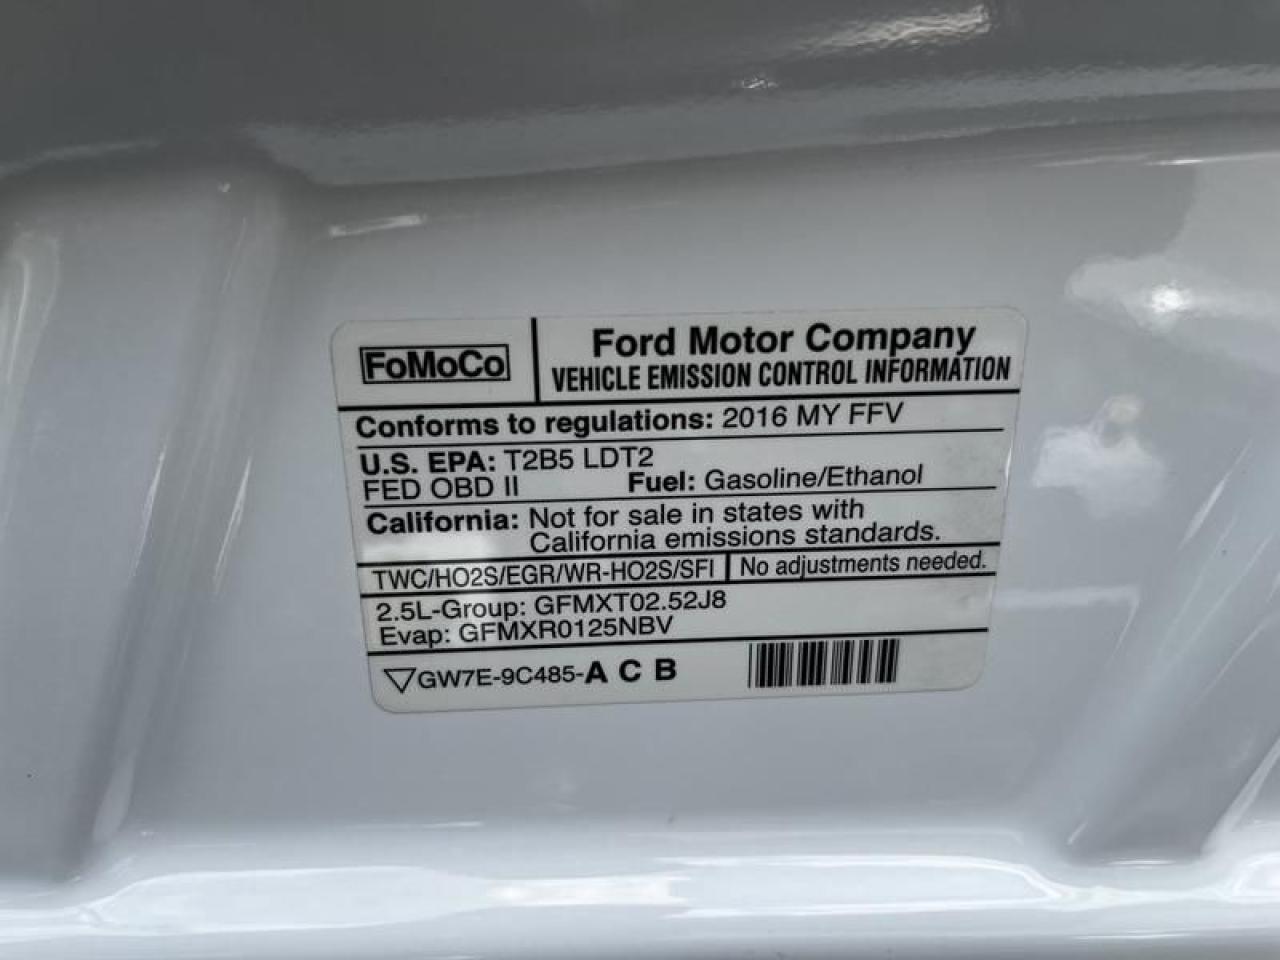 FoMoCo
Ford Motor Company
VEHICLE EMISSION CONTROL INFORMATION
Conforms to regulations: 2016 MY FFV
U.S. EPA: T2B5 LDT2
FED OBD II Fuel: Gasoline/Ethanol
California: Not for sale in states with
California emissions standards.
TWC/HO2S/EGR/WR-HO2S/SFI No adjustments needed.
2.5L-Group: GFMXT02.52J8
Evap: GFMXR0125NBV
GW7E-9C485-A C B